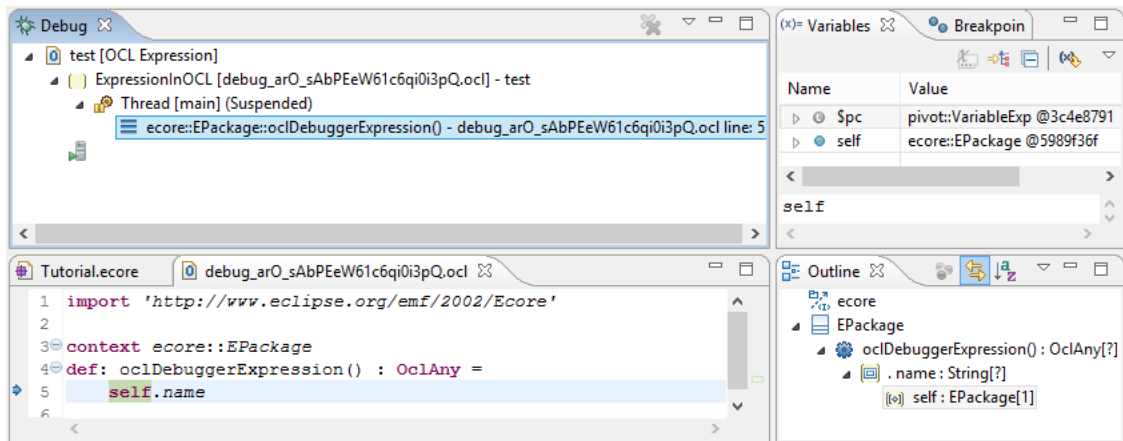 Debug
test [OCL Expression]
ExpressionInOCL [debug_arO_sAbPEeW61c6qi0i3pQ.ocl] - test
Thread [main] (Suspended)
ecore::EPackage::oclDebuggerExpression() - debug_arO_sAbPEeW61c6qi0i3pQ.ocl line: 5
(x)= Variables
Breakpoin
Name Value
$pc pivot::VariableExp @3c4e8791
self ecore::EPackage @5989f36f
self
Tutorial.ecore
debug_arO_sAbPEeW61c6qi0i3pQ.ocl
1 import 'http://www.eclipse.org/emf/2002/Ecore'
2
3 context ecore::EPackage
4 def: oclDebuggerExpression() : OclAny =
5 self.name
6
Outline
ecore
EPackage
oclDebuggerExpression() : OclAny[?]
. name : String[?]
self : EPackage[1]